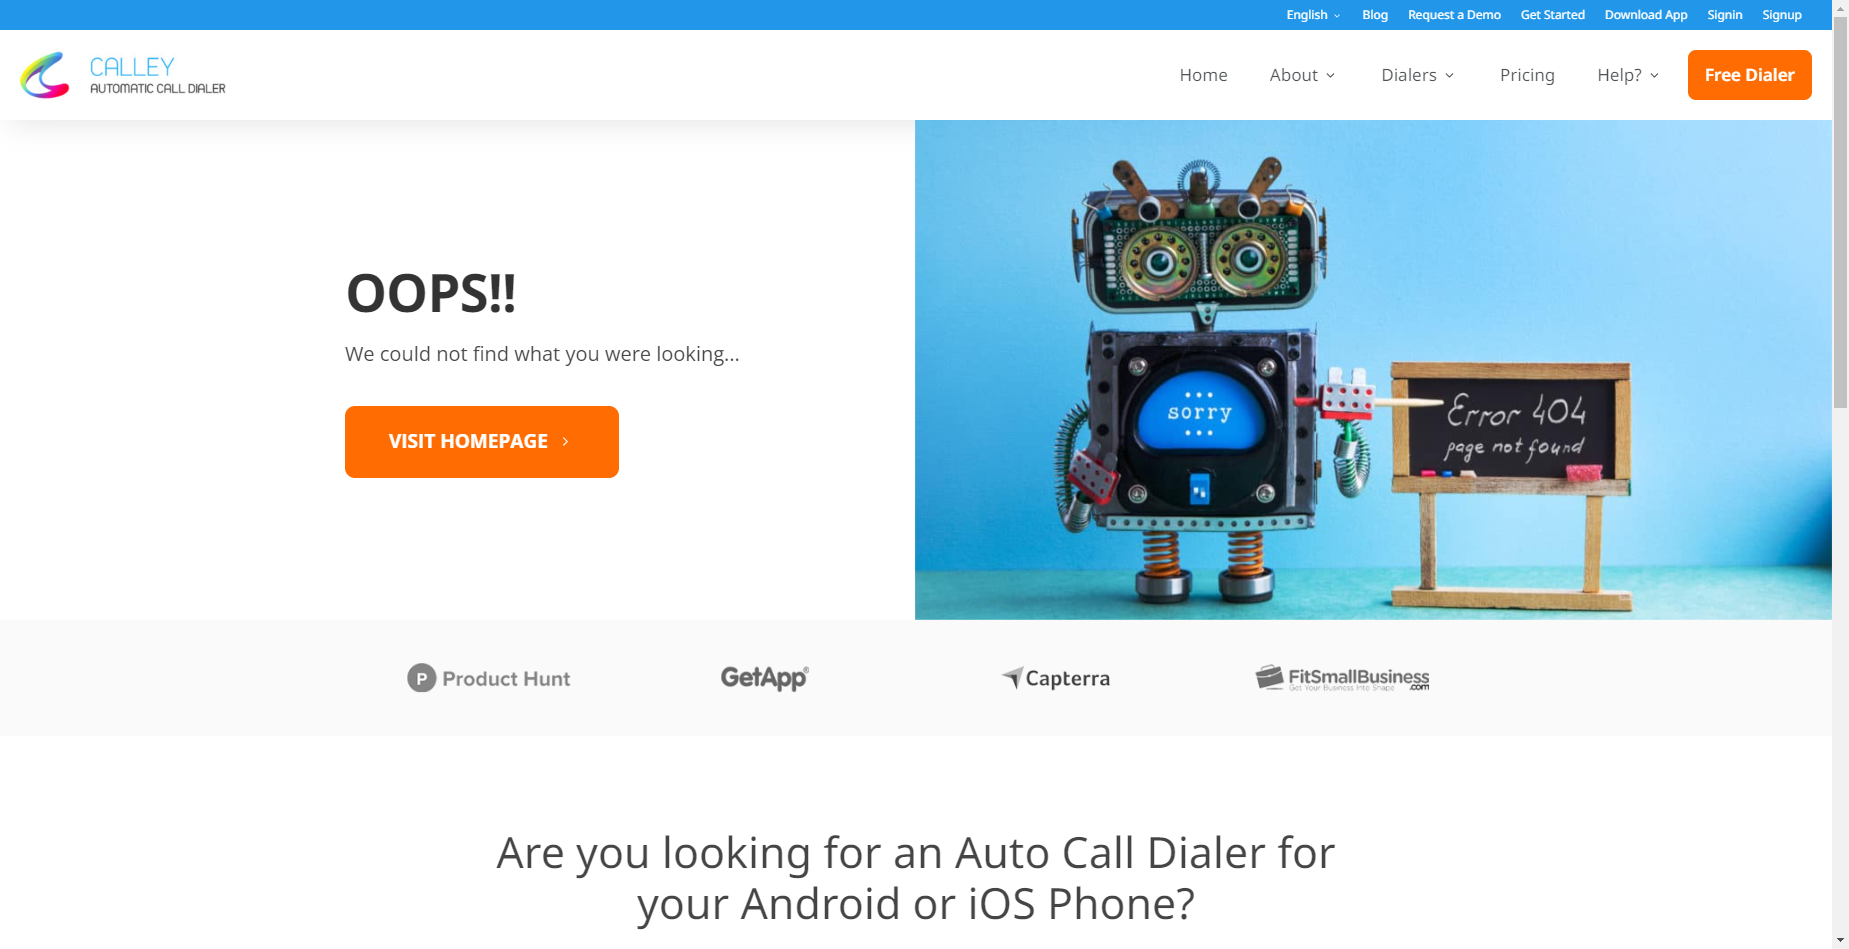 English
Blog
Request a Demo
Get Started
Download App
Signin
Signup
CALLEY
AUTOMATIC CALL DIALER
Home
About
Dialers
Pricing
Help?
Free Dialer
OOPS!!
We could not find what you were looking...
VISIT HOMEPAGE
sorry
Error 404
page not found
P Product Hunt
GetApp®
Capterra
FitSmallBusiness
.com
Get Your Business Into Shape
Are you looking for an Auto Call Dialer for
your Android or iOS Phone?